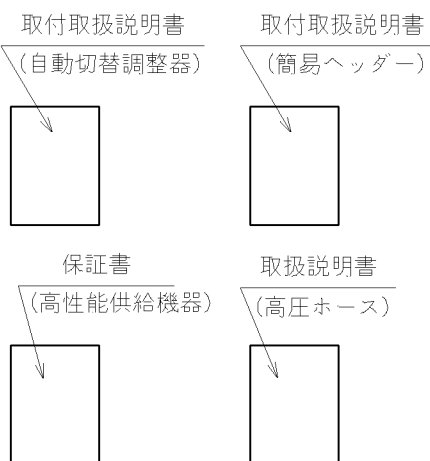 取付取扱説明書
(自動切替調整器)
取付取扱説明書
(簡易ヘッダー)
保証書
(高性能供給機器)
取扱説明書
(高圧ホース)